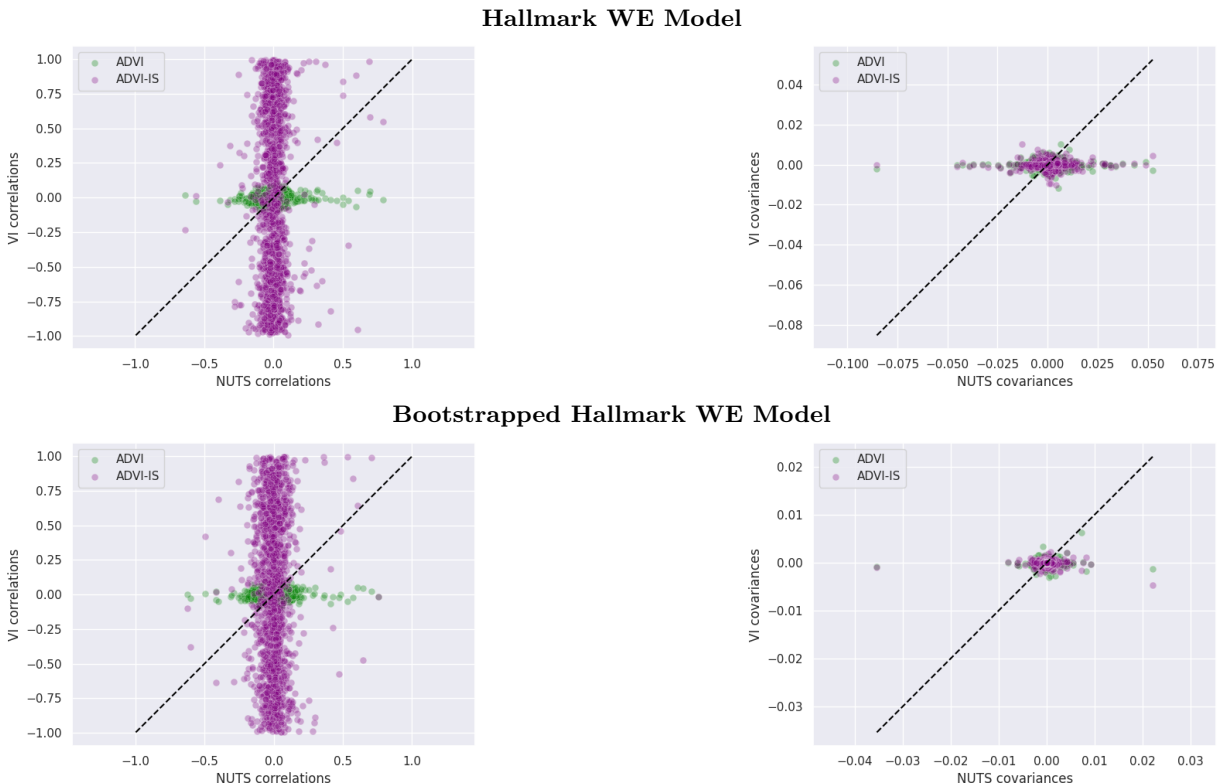 Hallmark WE Model
ADVI
ADVI-IS
1.00
0.75
0.50
0.25
0.00
−0.25
−0.50
−0.75
−1.00
VI correlations
−1.0 −0.5 0.0 0.5 1.0
NUTS correlations
ADVI
ADVI-IS
0.04
0.02
0.00
−0.02
−0.04
−0.06
−0.08
VI covariances
−0.100 −0.075 −0.050 −0.025 0.000 0.025 0.050 0.075
NUTS covariances
Bootstrapped Hallmark WE Model
ADVI
ADVI-IS
1.00
0.75
0.50
0.25
0.00
−0.25
−0.50
−0.75
−1.00
VI correlations
−1.0 −0.5 0.0 0.5 1.0
NUTS correlations
ADVI
ADVI-IS
0.02
0.01
0.00
−0.01
−0.02
−0.03
VI covariances
−0.04 −0.03 −0.02 −0.01 0.00 0.01 0.02 0.03
NUTS covariances